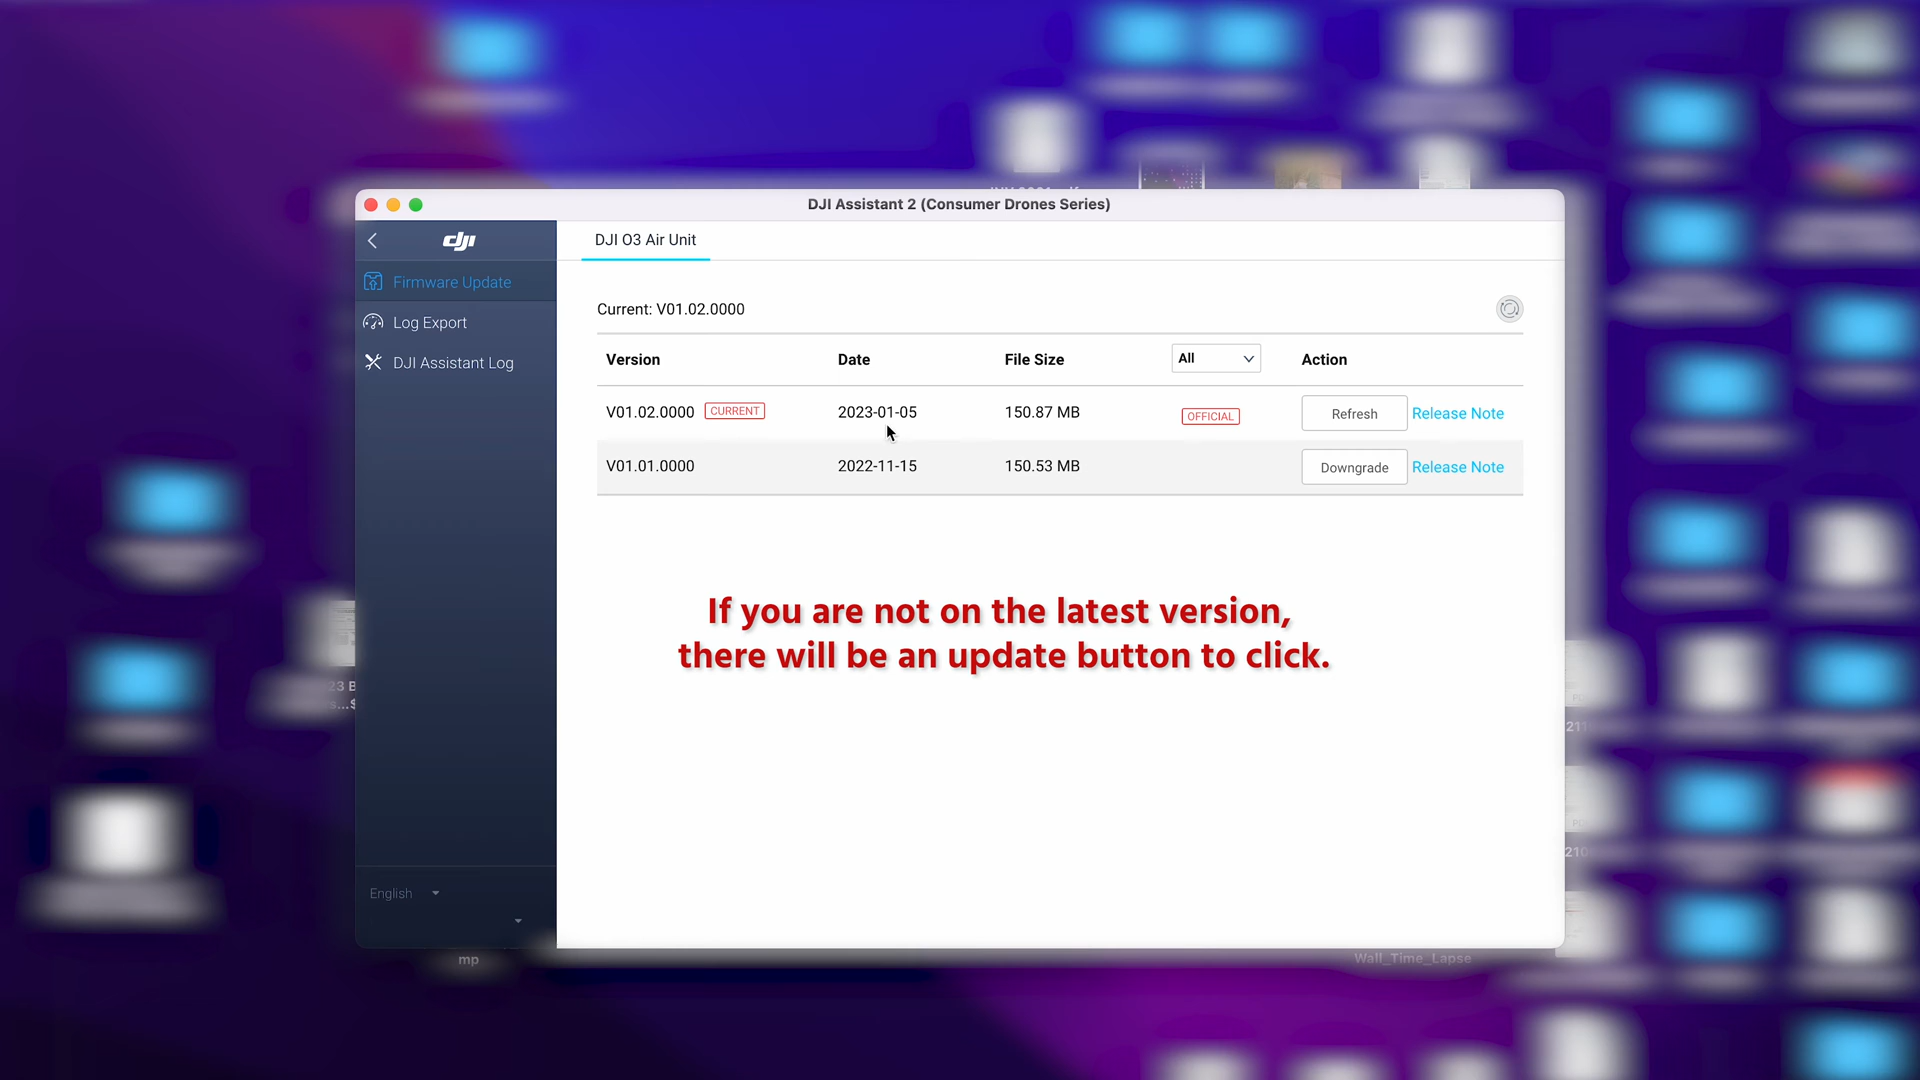 DJI Assistant 2 (Consumer Drones Series)
dji
DJI O3 Air Unit
Firmware Update
Log Export
DJI Assistant Log
Current: V01.02.0000
Version Date File Size All Action
V01.02.0000 CURRENT 2023-01-05 150.87 MB OFFICIAL Refresh Release Note
V01.01.0000 2022-11-15 150.53 MB Downgrade Release Note
If you are not on the latest version,
there will be an update button to click.
English
mp
Wall_Time_Lapse